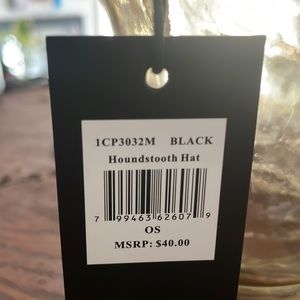 1CP3032M BLACK
Houndstooth Hat
7 99463 62607 9
OS
MSRP: $40.00